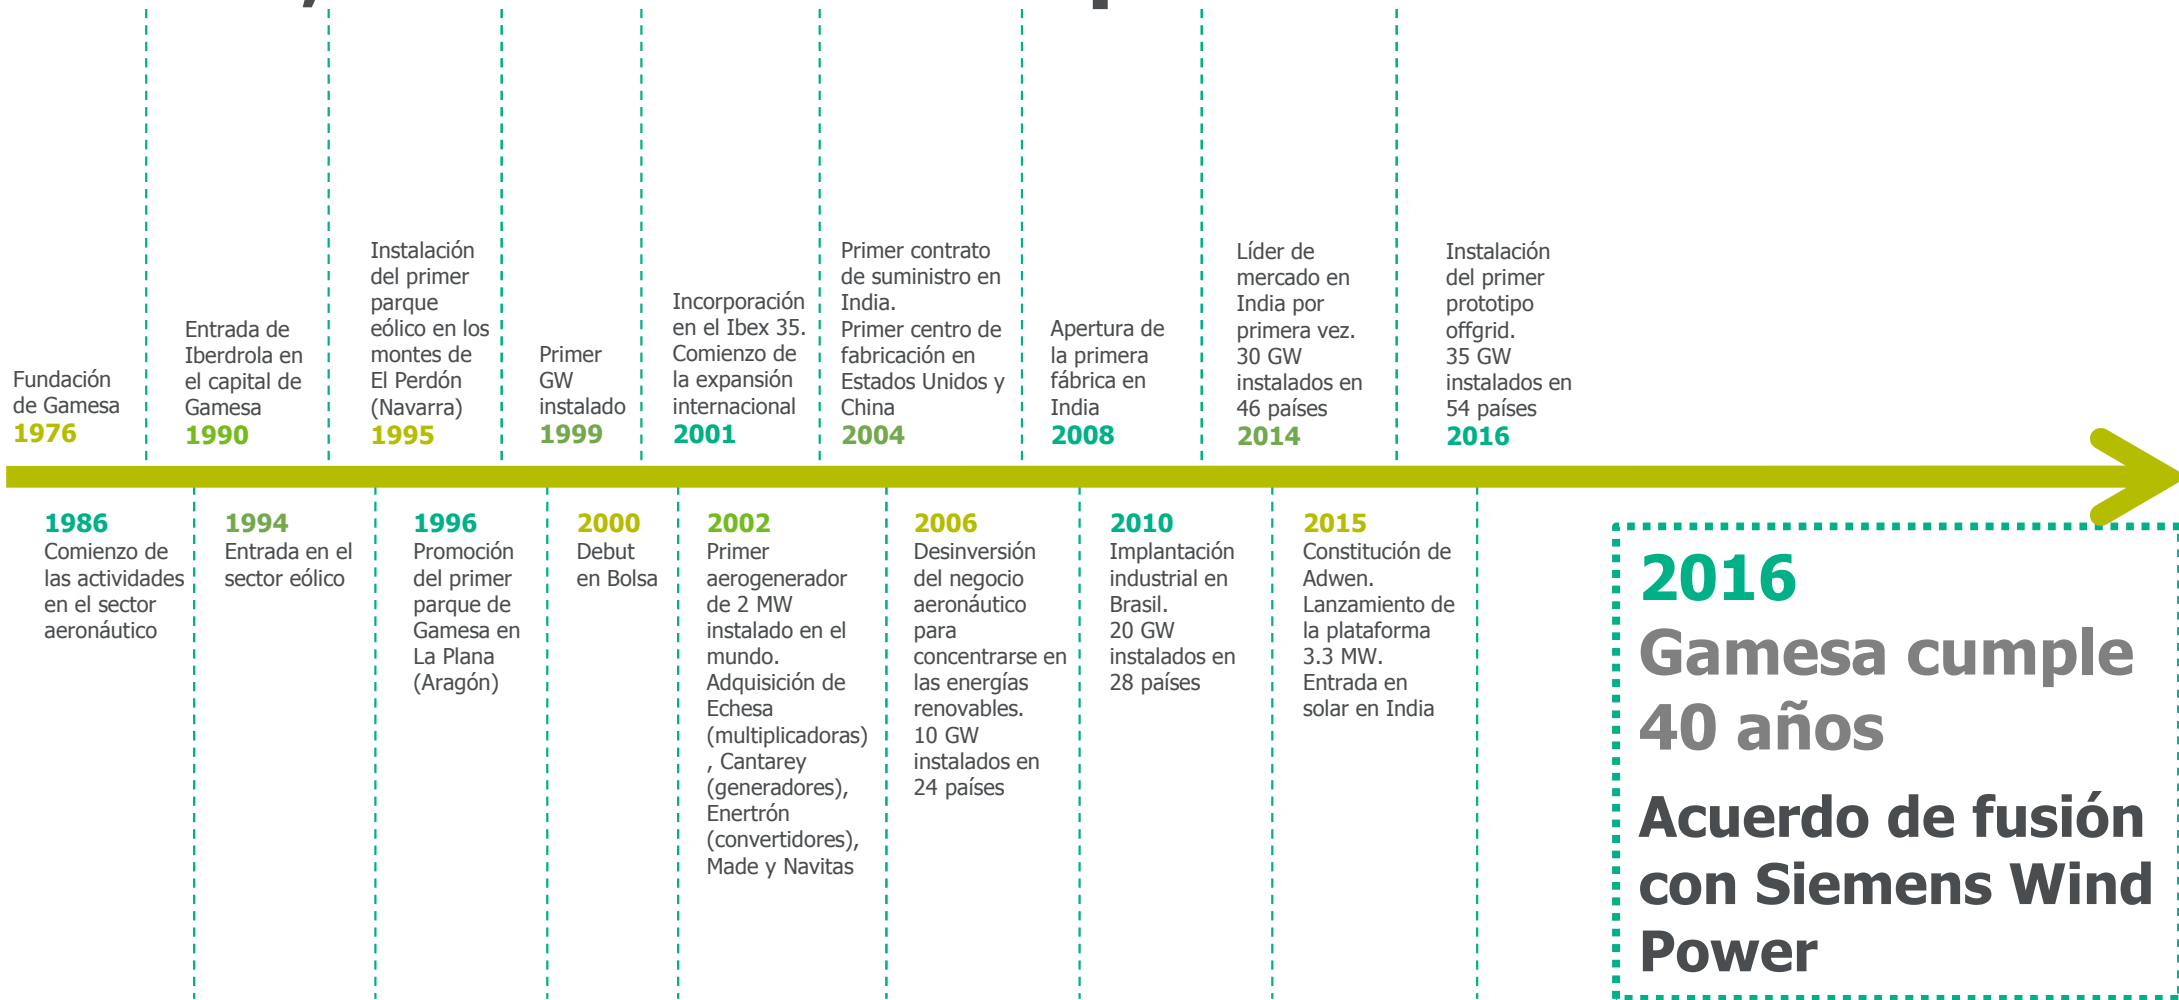 Fundación
de Gamesa
1976
Entrada de
Iberdrola en
el capital de
Gamesa
1990
Instalación
del primer
parque
eólico en los
montes de
El Perdón
(Navarra)
1995
Primer
GW
instalado
1999
Incorporación
en el Ibex 35.
Comienzo de
la expansión
internacional
2001
Primer contrato
de suministro en
India.
Primer centro de
fabricación en
Estados Unidos y
China
2004
Apertura de
la primera
fábrica en
India
2008
Líder de
mercado en
India por
primera vez.
30 GW
instalados en
46 países
2014
Instalación
del primer
prototipo
offgrid.
35 GW
instalados en
54 países
2016
1986
Comienzo de
las actividades
en el sector
aeronáutico
1994
Entrada en el
sector eólico
1996
Promoción
del primer
parque de
Gamesa en
La Plana
(Aragón)
2000
Debut
en Bolsa
2002
Primer
aerogenerador
de 2 MW
instalado en el
mundo.
Adquisición de
Echesa
(multiplicadoras)
, Cantarey
(generadores),
Enertrón
(convertidores),
Made y Navitas
2006
Desinversión
del negocio
aeronáutico
para
concentrarse en
las energías
renovables.
10 GW
instalados en
24 países
2010
Implantación
industrial en
Brasil.
20 GW
instalados en
28 países
2015
Constitución de
Adwen.
Lanzamiento de
la plataforma
3.3 MW.
Entrada en
solar en India
2016
Gamesa cumple
40 años
Acuerdo de fusión
con Siemens Wind
Power